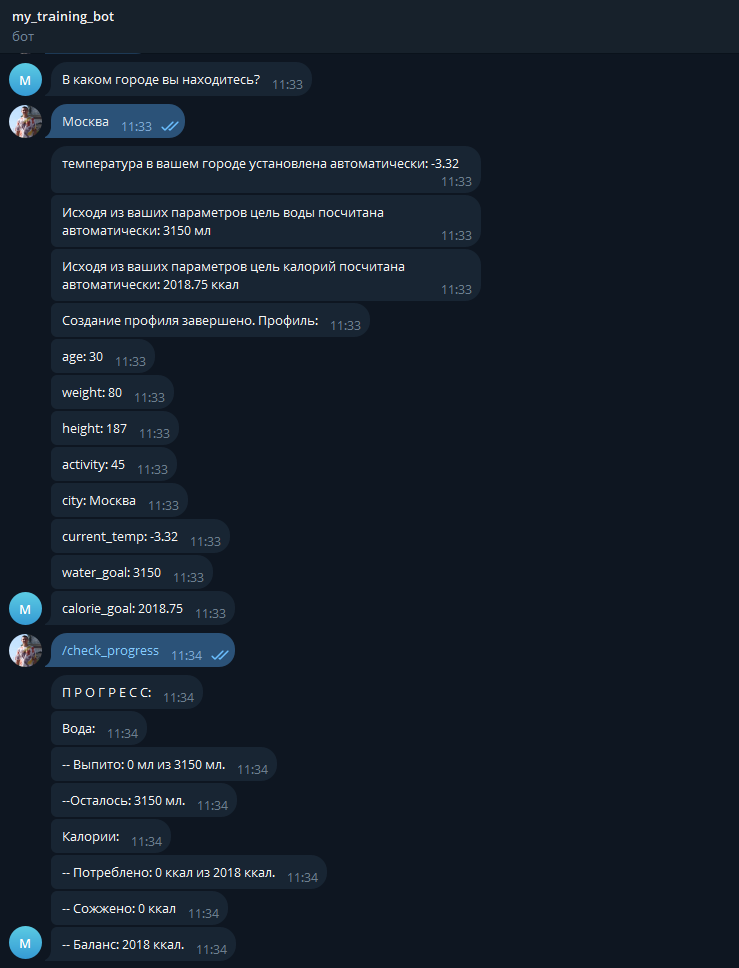 my_training_bot
бот
M
В каком городе вы находитесь? 11:33
Москва 11:33
температура в вашем городе установлена автоматически: -3.32
11:33
Исходя из ваших параметров цель воды посчитана
автоматически: 3150 мл 11:33
Исходя из ваших параметров цель калорий посчитана
автоматически: 2018.75 ккал 11:33
Создание профиля завершено. Профиль: 11:33
age: 30 11:33
weight: 80 11:33
height: 187 11:33
activity: 45 11:33
city: Москва 11:33
current_temp: -3.32 11:33
water_goal: 3150 11:33
M
calorie_goal: 2018.75 11:33
/check_progress 11:34
П Р О Г Р Е С С: 11:34
Вода: 11:34
-- Выпито: 0 мл из 3150 мл. 11:34
--Осталось: 3150 мл. 11:34
Калории: 11:34
-- Потреблено: 0 ккал из 2018 ккал. 11:34
-- Сожжено: 0 ккал 11:34
M
-- Баланс: 2018 ккал. 11:34